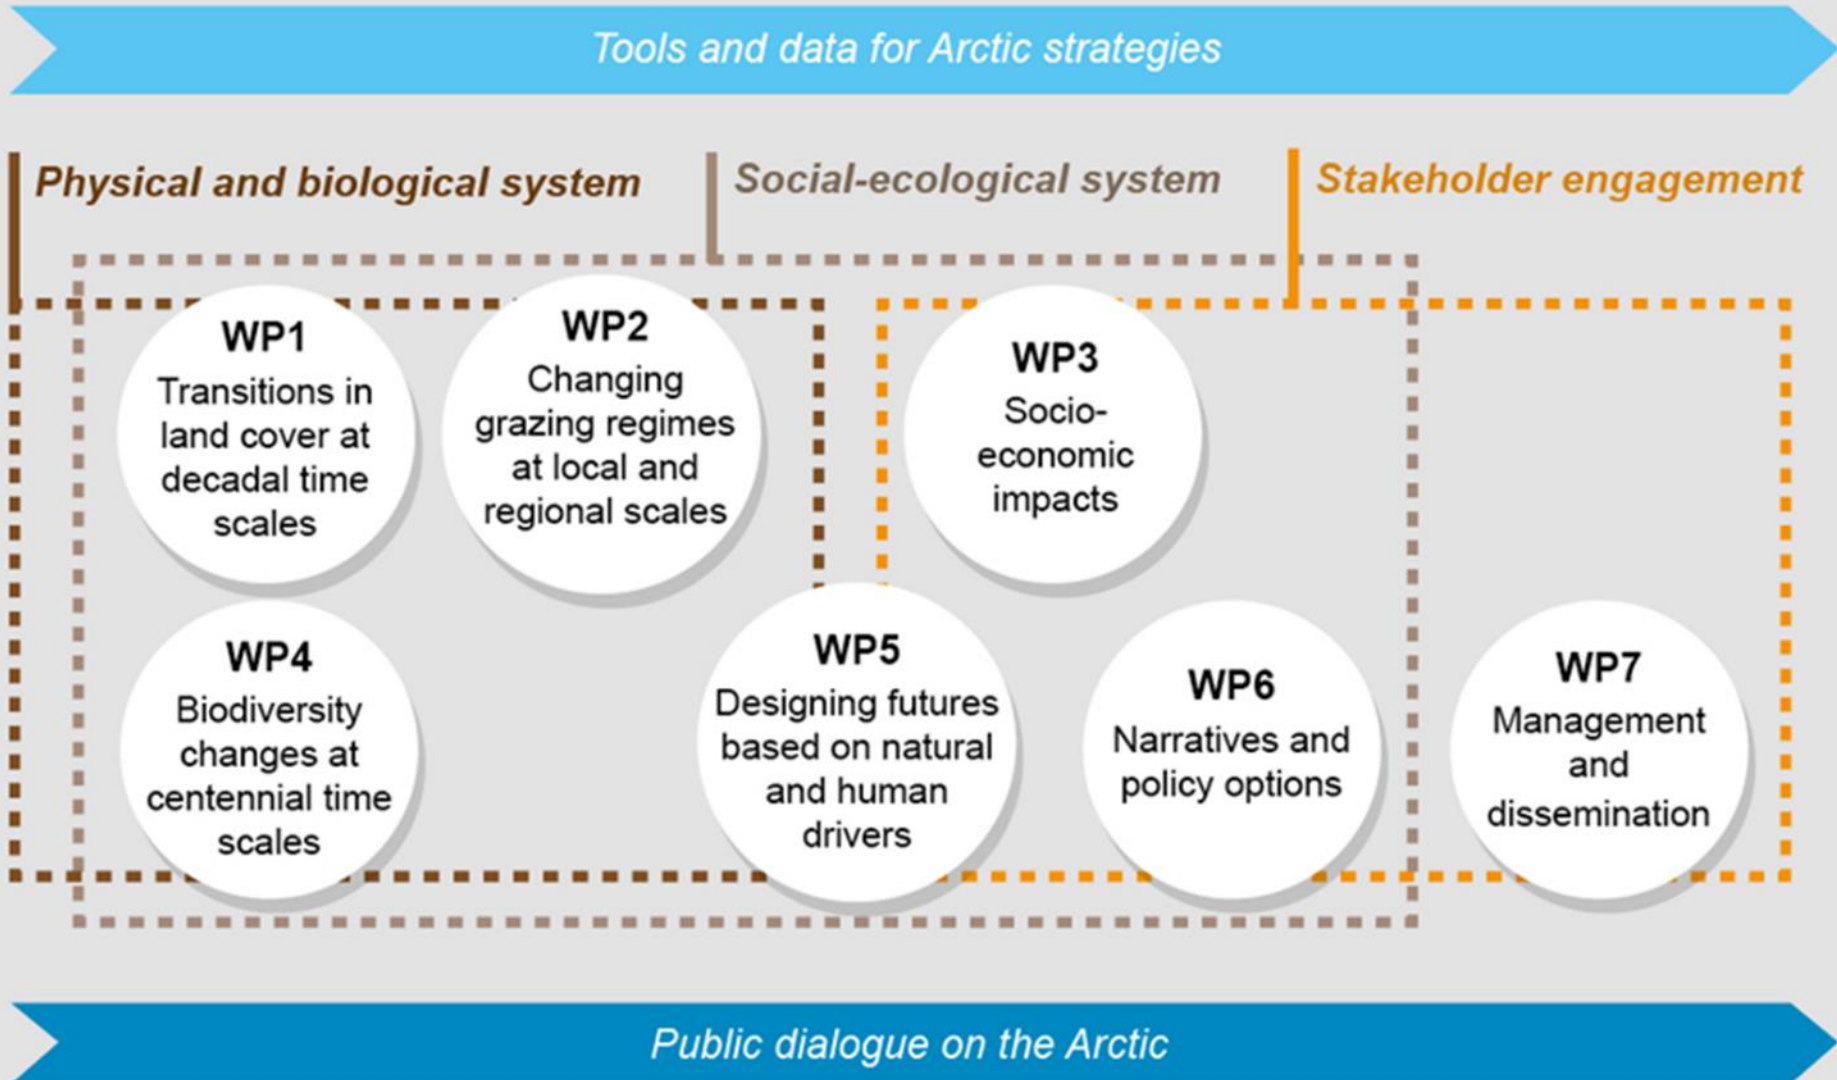 Tools and data for Arctic strategies
Physical and biological system
Social-ecological system
Stakeholder engagement
WP1
Transitions in
land cover at
decadal time
scales
WP2
Changing
grazing regimes
at local and
regional scales
WP3
Socio-
economic
impacts
WP4
Biodiversity
changes at
centennial time
scales
WP5
Designing futures
based on natural
and human
drivers
WP6
Narratives and
policy options
WP7
Management
and
dissemination
Public dialogue on the Arctic